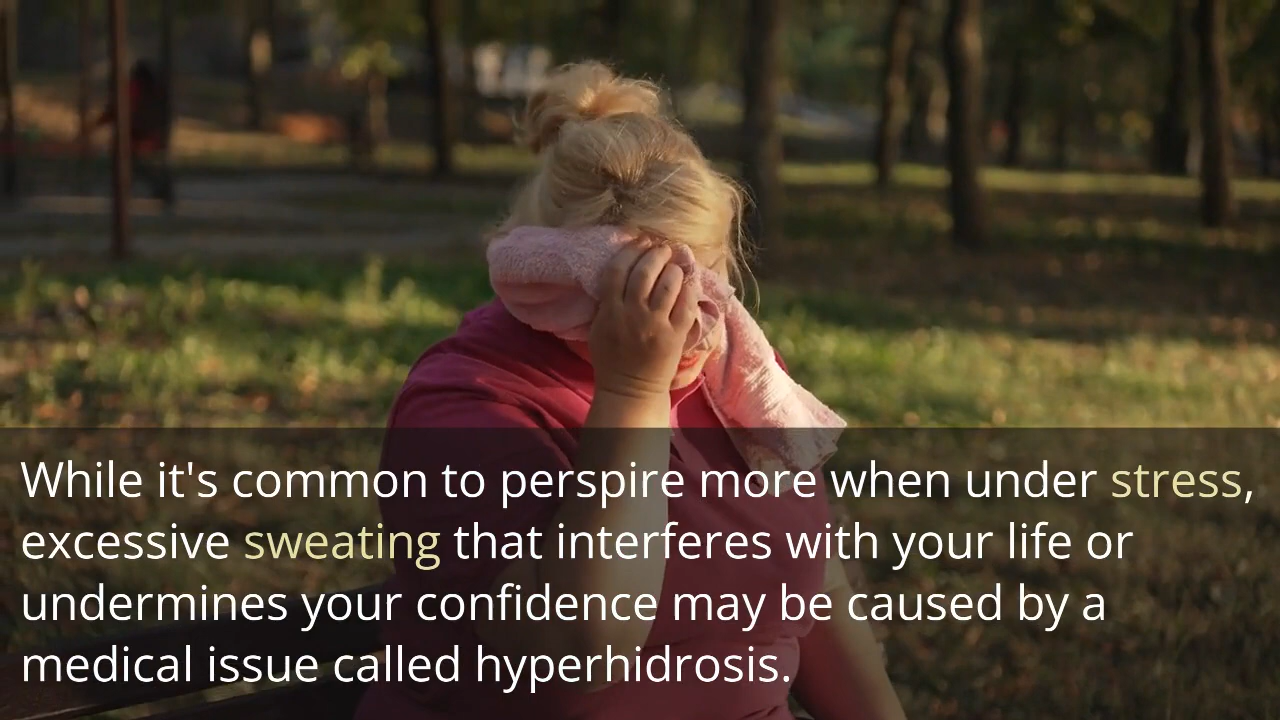 While it's common to perspire more when under stress,
excessive sweating that interferes with your life or
undermines your confidence may be caused by a
medical issue called hyperhidrosis.